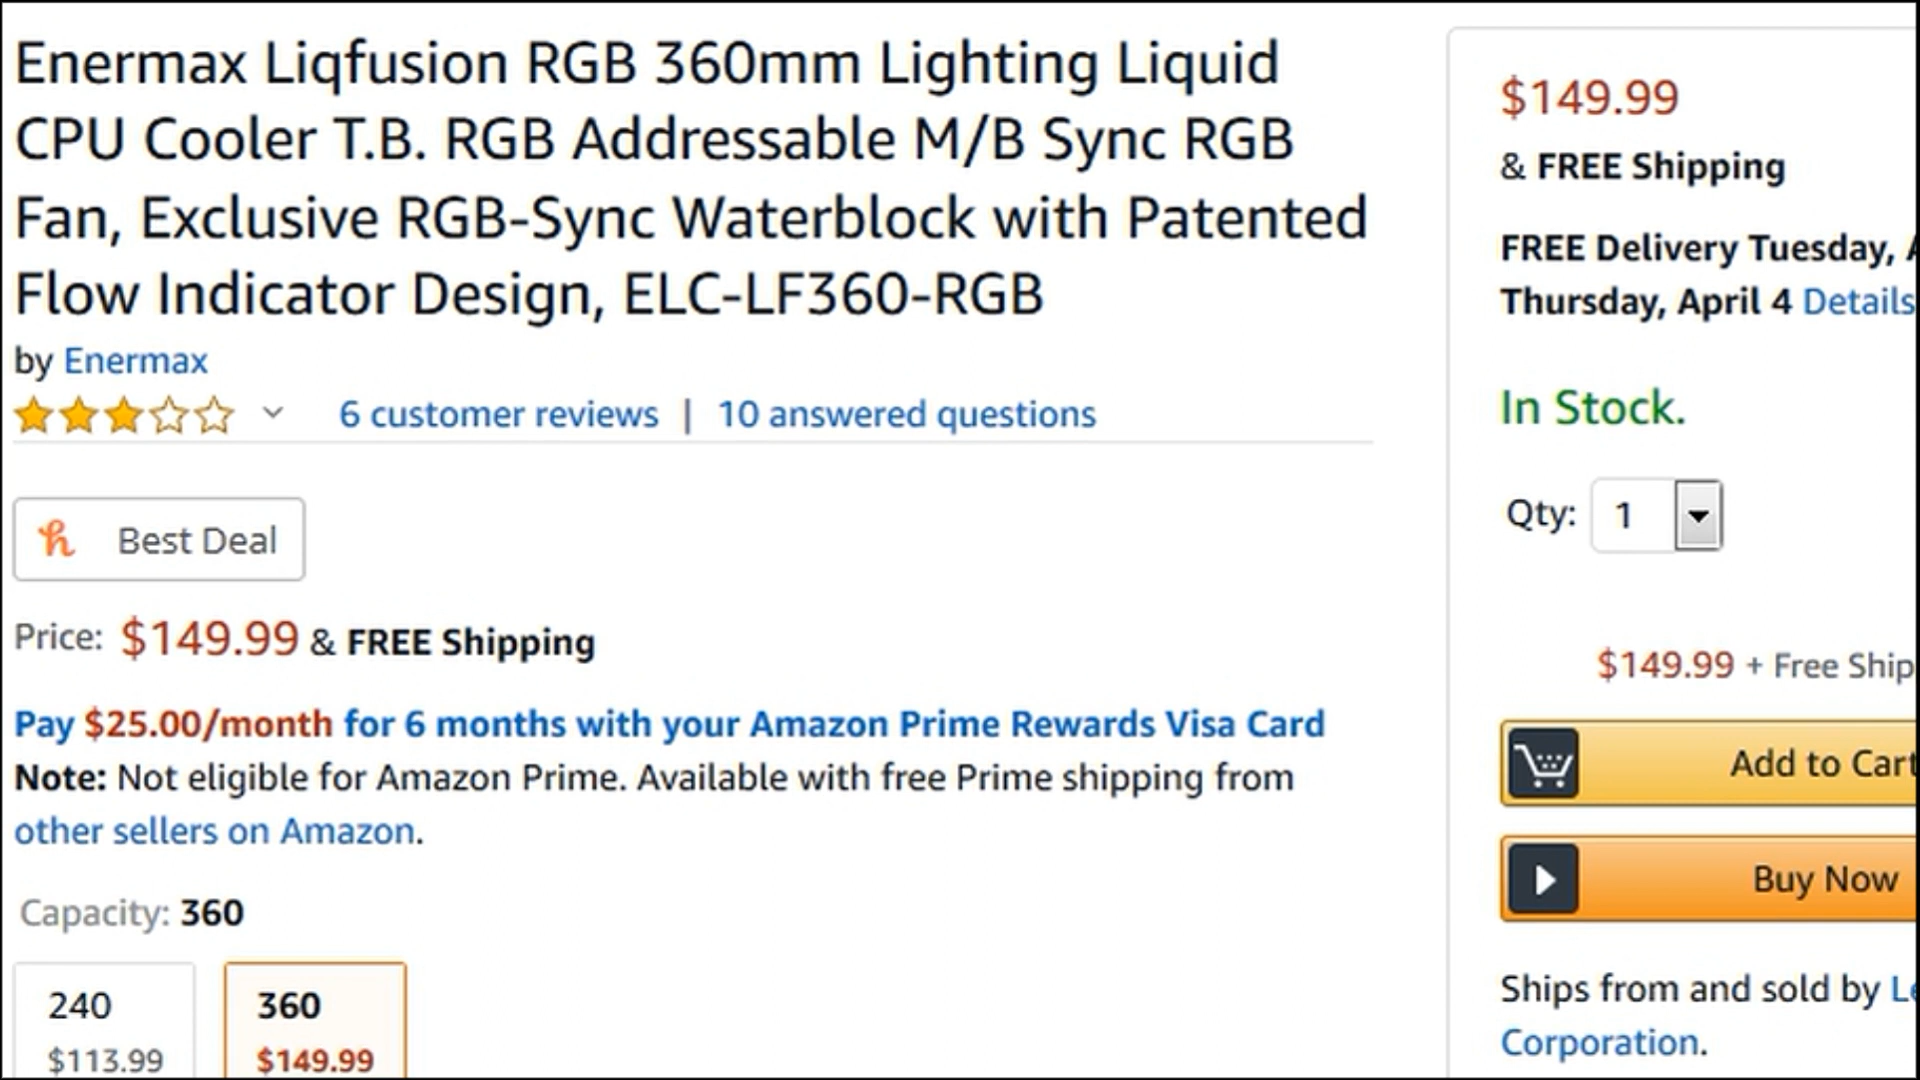 Enermax Liqfusion RGB 360mm Lighting Liquid
CPU Cooler T.B. RGB Addressable M/B Sync RGB
Fan, Exclusive RGB-Sync Waterblock with Patented
Flow Indicator Design, ELC-LF360-RGB
by Enermax
6 customer reviews | 10 answered questions
Best Deal
Price: $149.99 & FREE Shipping
Pay $25.00/month for 6 months with your Amazon Prime Rewards Visa Card
Note: Not eligible for Amazon Prime. Available with free Prime shipping from
other sellers on Amazon.
Capacity: 360
240
$113.99
360
$149.99
$149.99
& FREE Shipping
FREE Delivery Tuesday,
Thursday, April 4 Details
In Stock.
Qty: 1
$149.99 + Free Ship
Add to Cart
Buy Now
Ships from and sold by
Corporation.